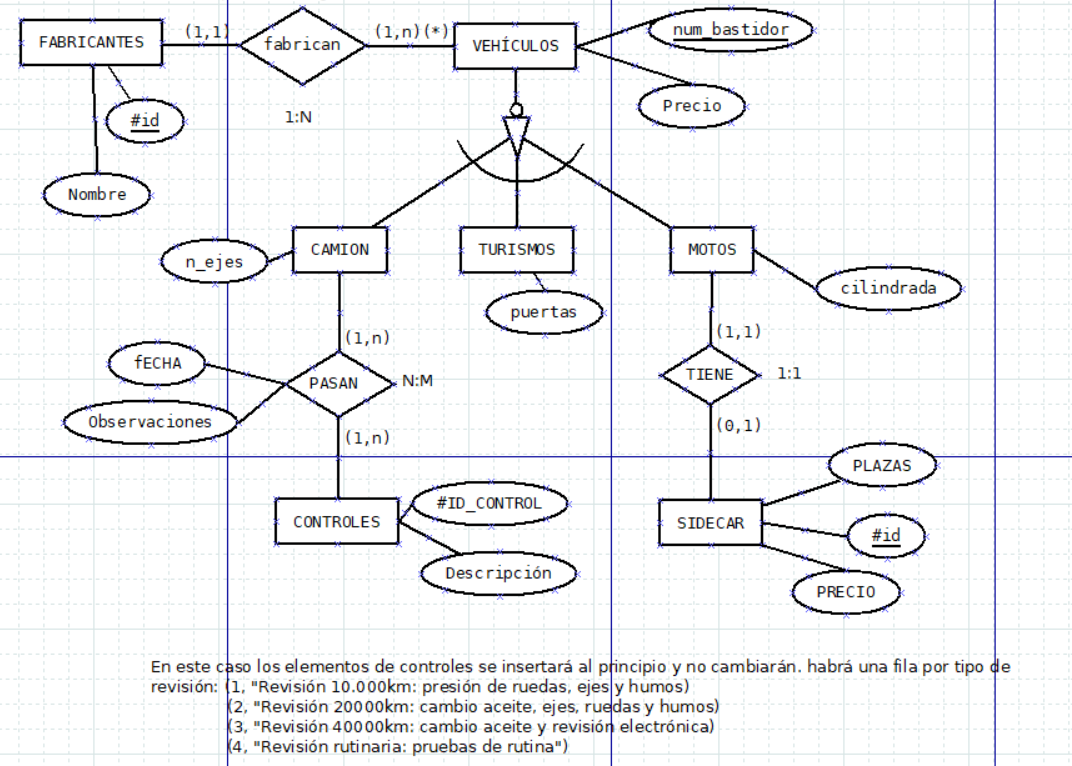 FABRICANTES
(1,1)
fabrican
(1,n)(*)
VEHÍCULOS
num_bastidor
Precio
#id
1:N
Nombre
n_ejes
CAMION
TURISMOS
MOTOS
cilindrada
puertas
(1,n)
(1,1)
fECHA
PASAN
N:M
TIENE
1:1
Observaciones
(1,n)
(0,1)
PLAZAS
#ID_CONTROL
CONTROLES
SIDECAR
#id
Descripción
PRECIO
En este caso los elementos de controles se insertará al principio y no cambiarán. habrá una fila por tipo de
revisión: (1, "Revisión 10.000km: presión de ruedas, ejes y humos)
(2, "Revisión 20000km: cambio aceite, ejes, ruedas y humos)
(3, "Revisión 40000km: cambio aceite y revisión electrónica)
(4, "Revisión rutinaria: pruebas de rutina")